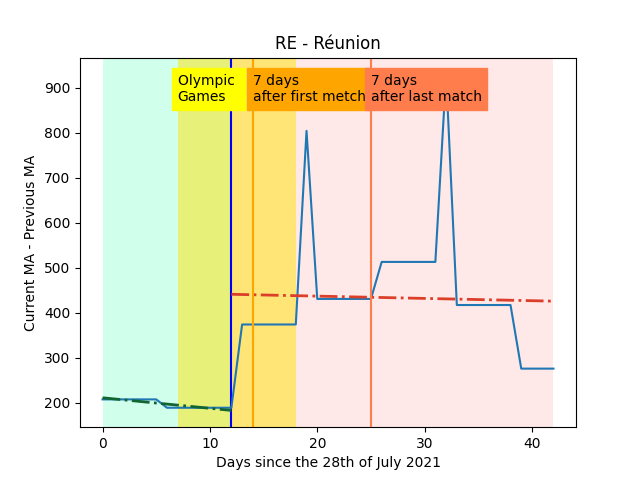 RE - Réunion
Olympic
Games
7 days
after first metch
7 days
after last match
Current MA - Previous MA
900
800
700
600
500
400
300
200
0
10
20
30
40
Days since the 28th of July 2021